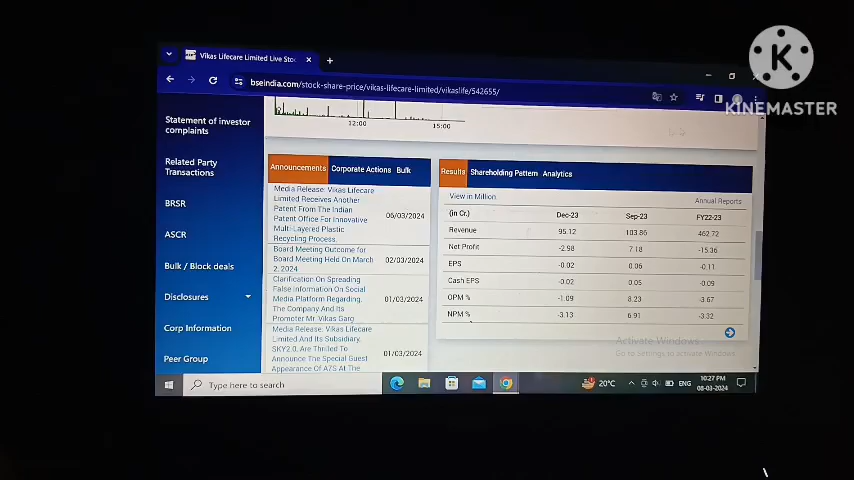 KINEMASTER
Vikas Lifecare Limited Live Stoc
bseindia.com/stock-share-price/vikas-lifecare-limited/vikaslife/542655/
12:00 15:00
Statement of investor
complaints
Related Party
Transactions
BRSR
ASCR
Bulk / Block deals
Disclosures
Corp Information
Peer Group
Announcements Corporate Actions Bulk
Media Release: Vikas Lifecare
Limited Receives Another
Patent From The Indian
Patent Office For Innovative
Multi-Layered Plastic
Recycling Process
06/03/2024
Board Meeting Outcome for
Board Meeting Held On March
2, 2024
02/03/2024
Clarification On Spreading
False Information On Social
Media Platform Regarding
The Company And Its
Promoter Mr. Vikas Garg
01/03/2024
Media Release: Vikas Lifecare
Limited And Its Subsidiary,
SKY2.0, Are Thrilled To
Announce The Special Guest
Appearance Of A7S At The
01/03/2024
Results Shareholding Pattern Analytics
View in Million Annual Reports
(in Cr.) Dec-23 Sep-23 FY22-23
Revenue 95.12 103.86 462.72
Net Profit -2.98 7.18 -15.36
EPS -0.02 0.06 -0.11
Cash EPS -0.02 0.05 -0.09
OPM % -1.09 8.23 -3.67
NPM % -3.13 6.91 -3.32
Activate Windows
Go to Settings to activate Windows.
Type here to search
20°C
ENG
10:27 PM
08-03-2024